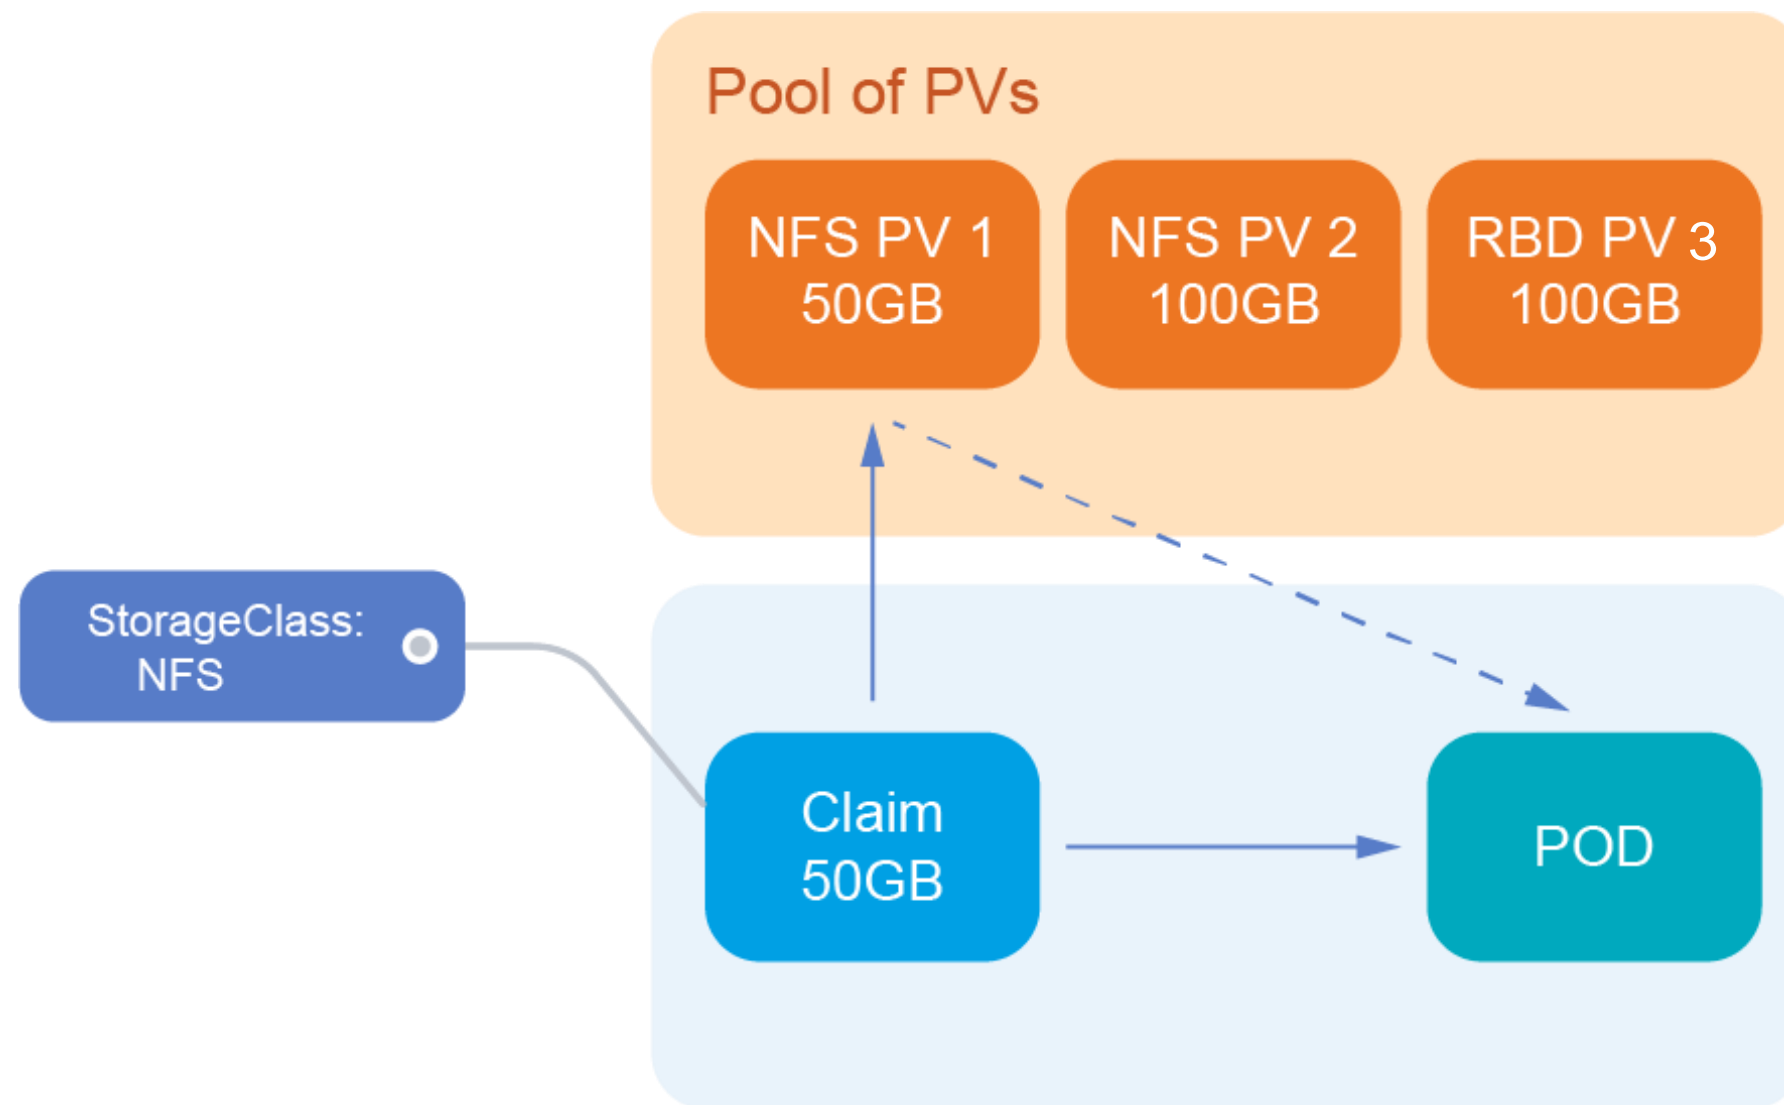 Pool of PVs
NFS PV 1
50GB
NFS PV 2
100GB
RBD PV 3
100GB
StorageClass:
NFS
Claim
50GB
POD